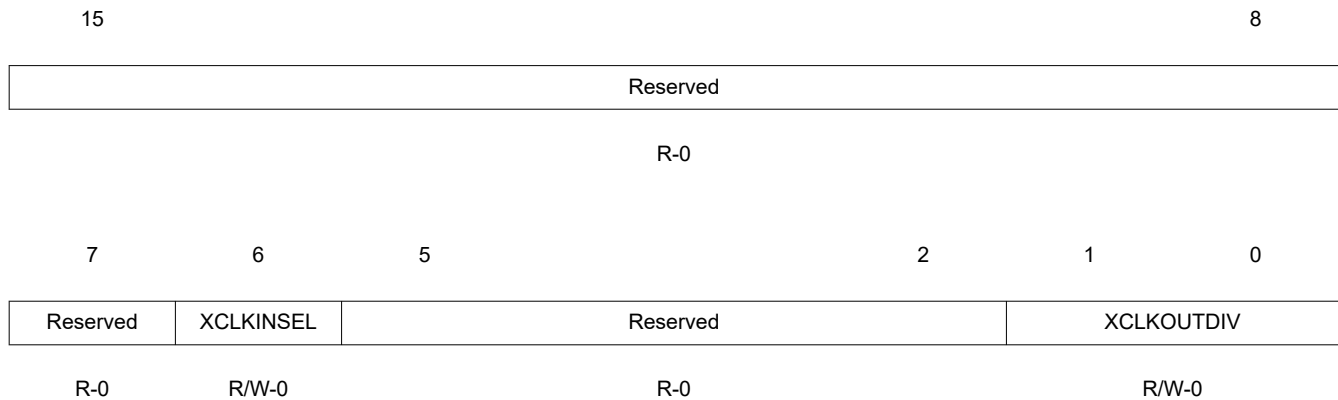 15 8
Reserved
R-0
7 6 5 2 1 0
Reserved XCLKINSEL Reserved XCLKOUTDIV
R-0 R/W-0 R-0 R/W-0